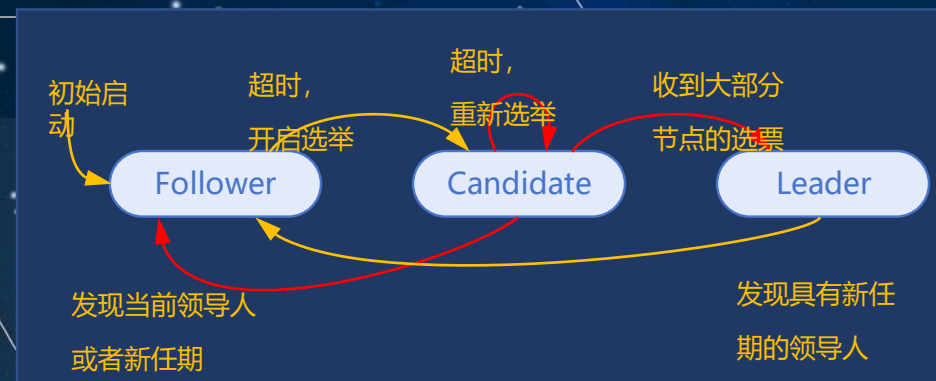 初始启
动
超时，
开启选举
超时，
重新选举
收到大部分
节点的选票
Follower
Candidate
Leader
发现当前领导人
或者新任期
发现具有新任
期的领导人